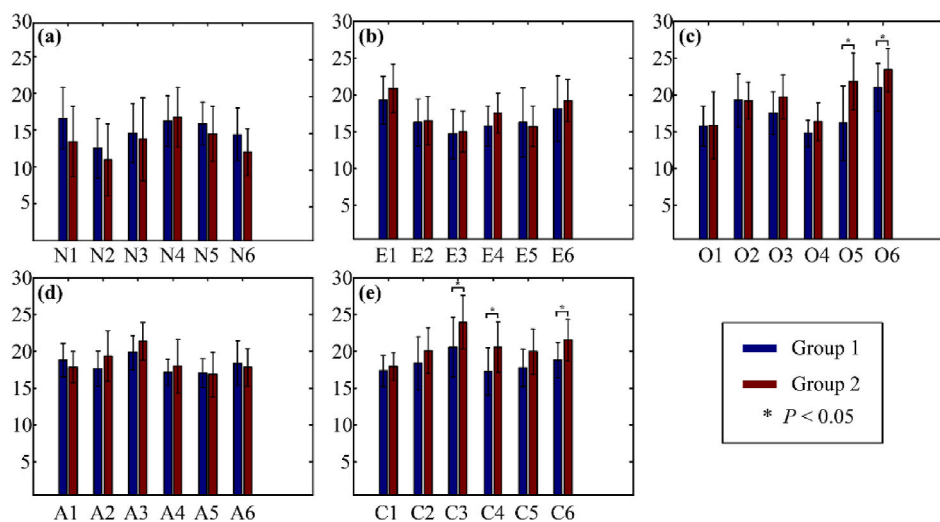 30
25
20
15
10
5
(a)
N1 N2 N3 N4 N5 N6
30
25
20
15
10
5
(b)
E1 E2 E3 E4 E5 E6
30
25
20
15
10
5
(c)
*
*
O1 O2 O3 O4 O5 O6
30
25
20
15
10
5
(d)
A1 A2 A3 A4 A5 A6
30
25
20
15
10
5
(e)
*
*
*
C1 C2 C3 C4 C5 C6
Group 1
Group 2
* P < 0.05